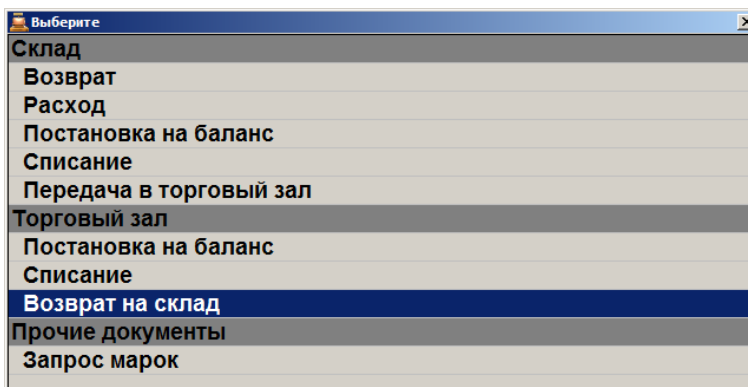 Выберите
Склад
Возврат
Расход
Постановка на баланс
Списание
Передача в торговый зал
Торговый зал
Постановка на баланс
Списание
Возврат на склад
Прочие документы
Запрос марок